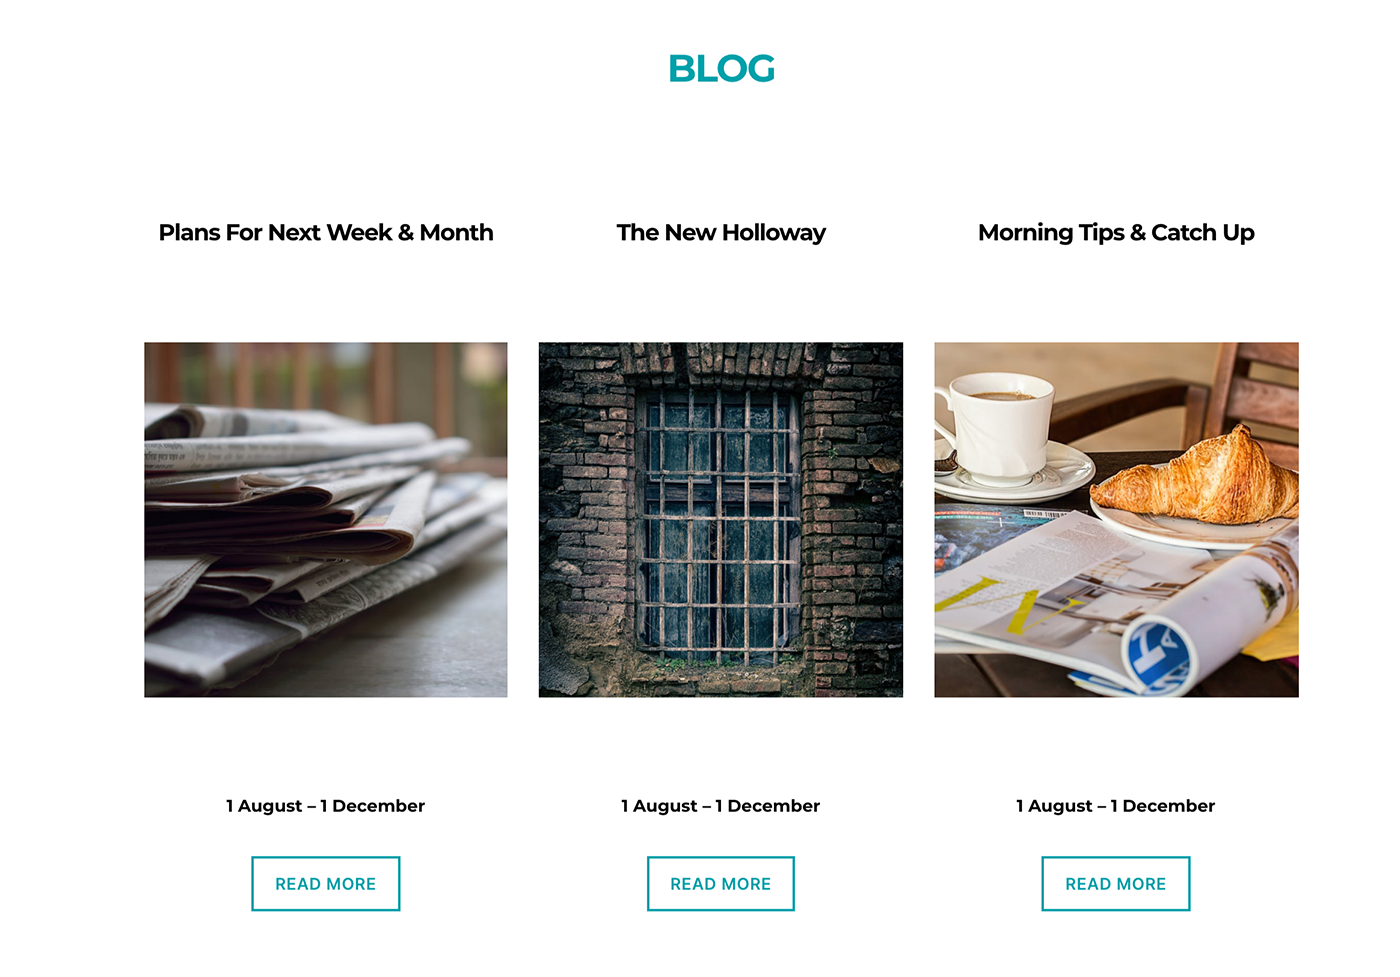 BLOG
Plans For Next Week & Month
The New Holloway
Morning Tips & Catch Up
1 August – 1 December
1 August – 1 December
1 August – 1 December
READ MORE
READ MORE
READ MORE